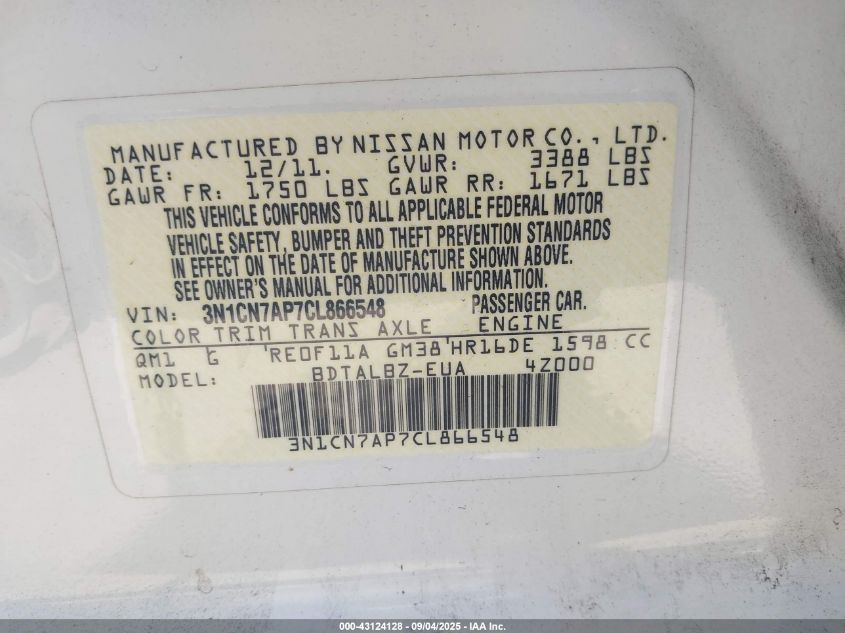 MANUFACTURED BY NISSAN MOTOR CO., LTD.
DATE: 12/11. GVWR: 3388 LBS
GAWR FR: 1750 LBS GAWR RR: 1671 LBS
THIS VEHICLE CONFORMS TO ALL APPLICABLE FEDERAL MOTOR
VEHICLE SAFETY, BUMPER AND THEFT PREVENTION STANDARDS
IN EFFECT ON THE DATE OF MANUFACTURE SHOWN ABOVE.
SEE OWNER'S MANUAL FOR ADDITIONAL INFORMATION.
VIN: 3N1CN7AP7CL866548 PASSENGER CAR.
COLOR TRIM TRANS AXLE ENGINE
QM1 G RE0F11A GM38 HR16DE 1598 CC
MODEL: BDTALBZ-EUA 4Z000
3N1CN7AP7CL866548
000-43124128 - 09/04/2025 - IAA Inc.